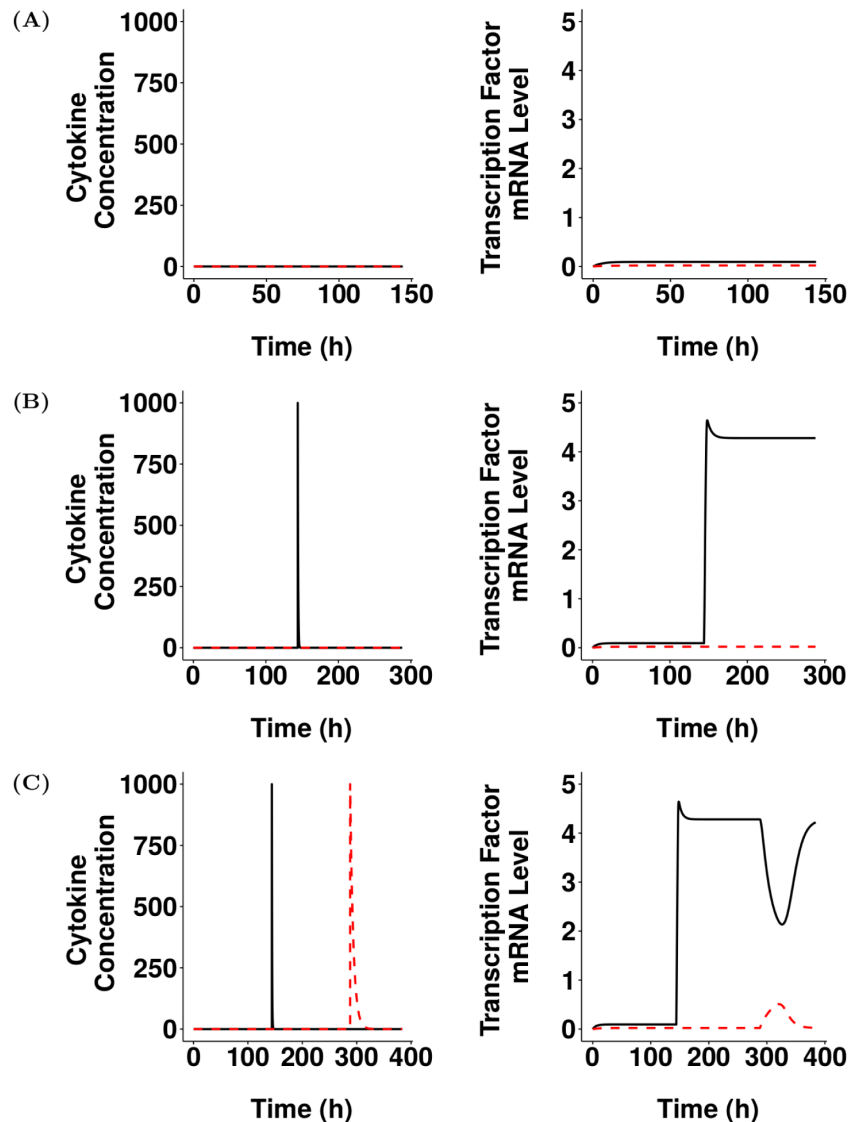 (A)
Cytokine
Concentration
1000
750
500
250
0
0 50 100 150
Time (h)
Transcription Factor
mRNA Level
5
4
3
2
1
0
0 50 100 150
Time (h)
(B)
Cytokine
Concentration
1000
750
500
250
0
0 100 200 300
Time (h)
Transcription Factor
mRNA Level
5
4
3
2
1
0
0 100 200 300
Time (h)
(C)
Cytokine
Concentration
1000
750
500
250
0
0 100 200 300 400
Time (h)
Transcription Factor
mRNA Level
5
4
3
2
1
0
0 100 200 300 400
Time (h)